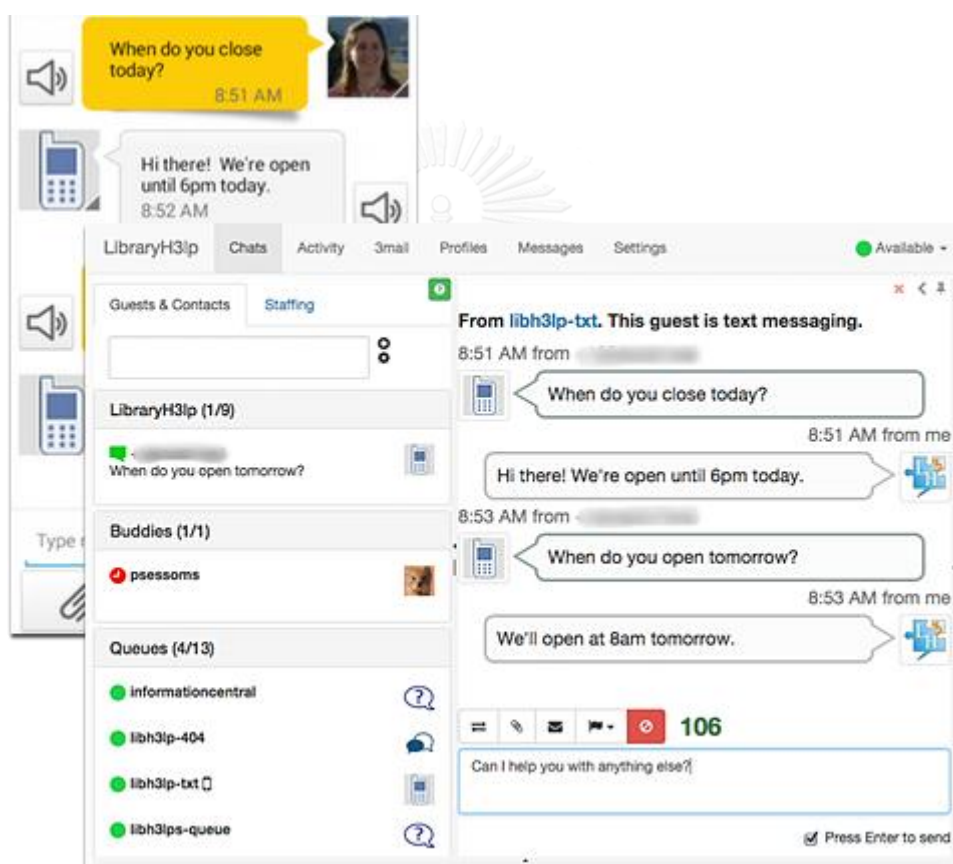 When do you close
today?
8:51 AM
Hi there! We're open
until 6pm today.
8:52 AM
LibraryH3lp Chats Activity 3mail Profiles Messages Settings Available
Guests & Contacts Staffing
LibraryH3lp (1/9)
When do you open tomorrow?
Buddies (1/1)
psessoms
Queues (4/13)
informationcentral
libh3lp-404
libh3lp-txt
libh3lps-queue
Type
From libh3lp-txt. This guest is text messaging.
8:51 AM from
When do you close today?
8:51 AM from me
Hi there! We're open until 6pm today.
8:53 AM from
When do you open tomorrow?
8:53 AM from me
We'll open at 8am tomorrow.
106
Can I help you with anything else?
Press Enter to send